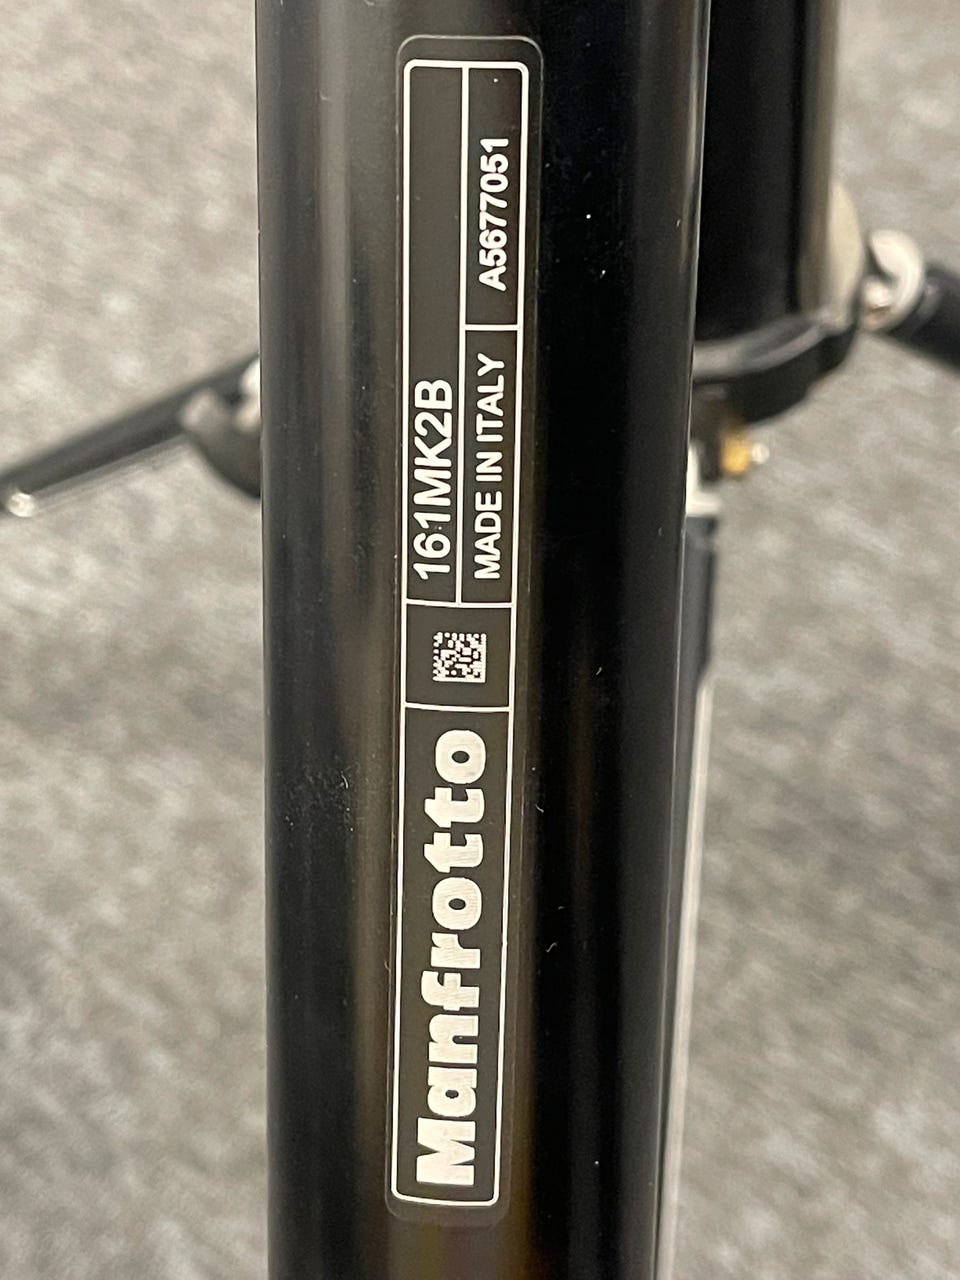 Manfrotto
161MK2B
MADE IN ITALY
A5677051